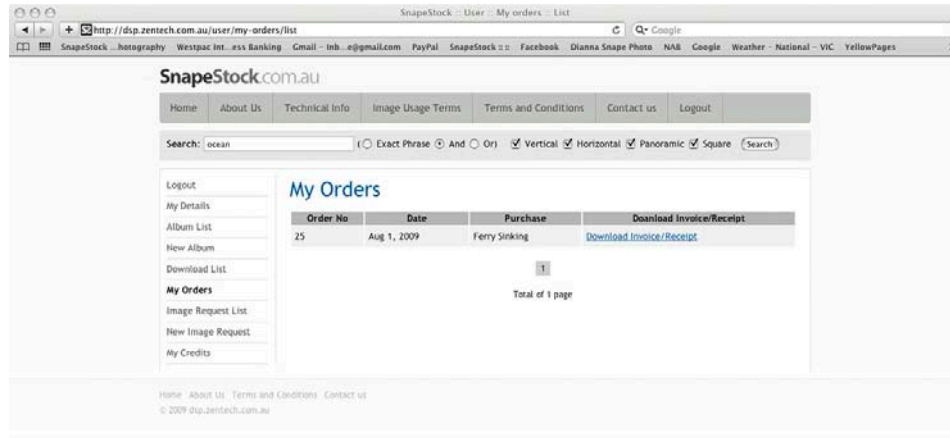 SnapeStock :: User :: My orders :: List
http://dsp.zentech.com.au/user/my-orders/list
Google
SnapeStock ...hotography Westpac Int...ess Banking Gmail - Inb...e@gmail.com PayPal SnapeStock :: Facebook Dianna Snape Photo NAB Google Weather - National - VIC YellowPages
SnapeStock.com.au
Home About Us Technical Info Image Usage Terms Terms and Conditions Contact us Logout
Search: ocean ( Exact Phrase And Or) Vertical Horizontal Panoramic Square Search
Logout
My Details
Album List
New Album
Download List
My Orders
Image Request List
New Image Request
My Credits
My Orders
Order No Date Purchase Doanload Invoice/Receipt
25 Aug 1, 2009 Ferry Sinking Download Invoice/Receipt
1
Total of 1 page
Home About Us Terms and Conditions Contact us
© 2009 dsp.zentech.com.au